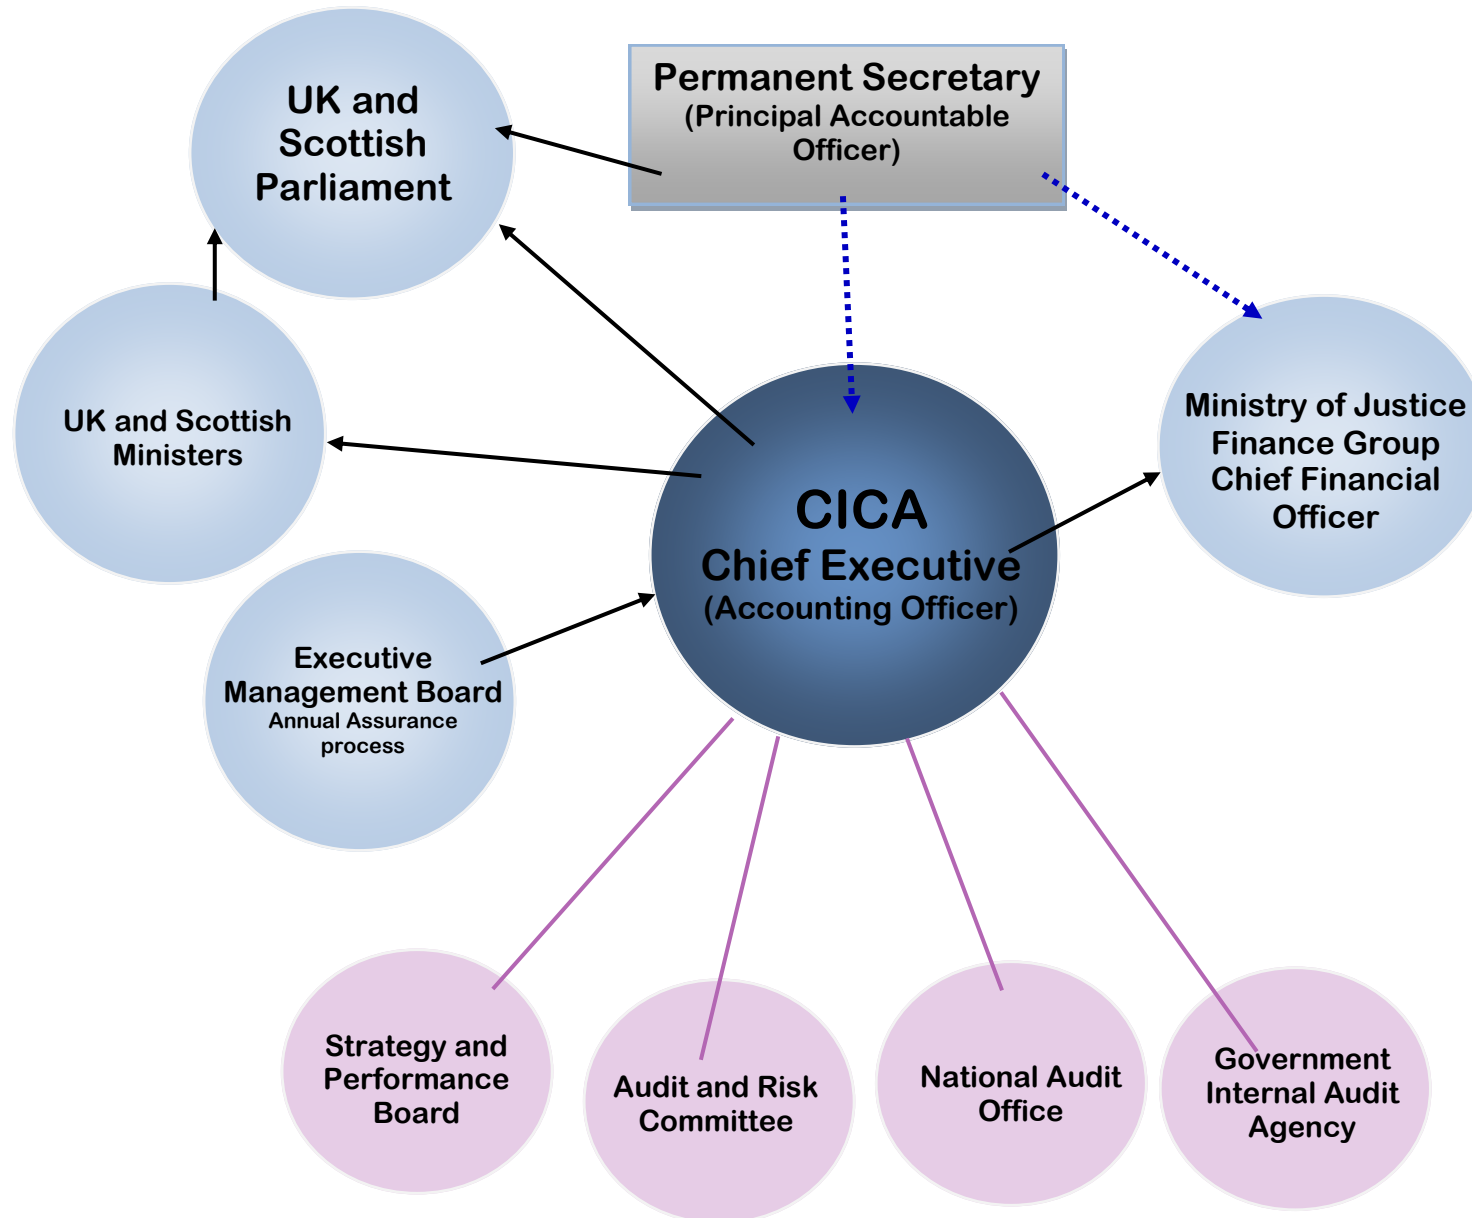 UK and
Scottish
Parliament
Permanent Secretary
(Principal Accountable
Officer)
UK and Scottish
Ministers
Ministry of Justice
Finance Group
Chief Financial
Officer
CICA
Chief Executive
(Accounting Officer)
Executive
Management Board
Annual Assurance
process
Strategy and
Performance
Board
Audit and Risk
Committee
National Audit
Office
Government
Internal Audit
Agency